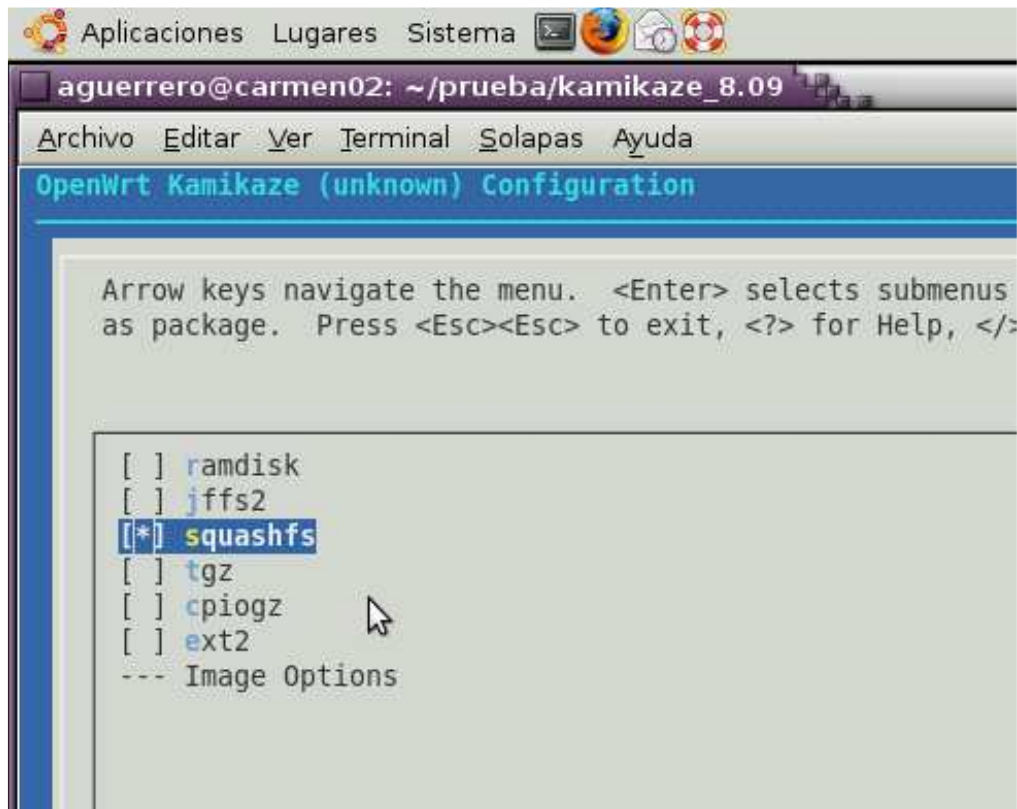 Aplicaciones Lugares Sistema
aguerrero@carmen02: ~/prueba/kamikaze_8.09
Archivo Editar Ver Terminal Solapas Ayuda
OpenWrt Kamikaze (unknown) Configuration
Arrow keys navigate the menu. <Enter> selects submenus
as package. Press <Esc><Esc> to exit, <?> for Help, </>
[ ] ramdisk
[ ] jffs2
[*] squashfs
[ ] tgz
[ ] cpiogz
[ ] ext2
--- Image Options